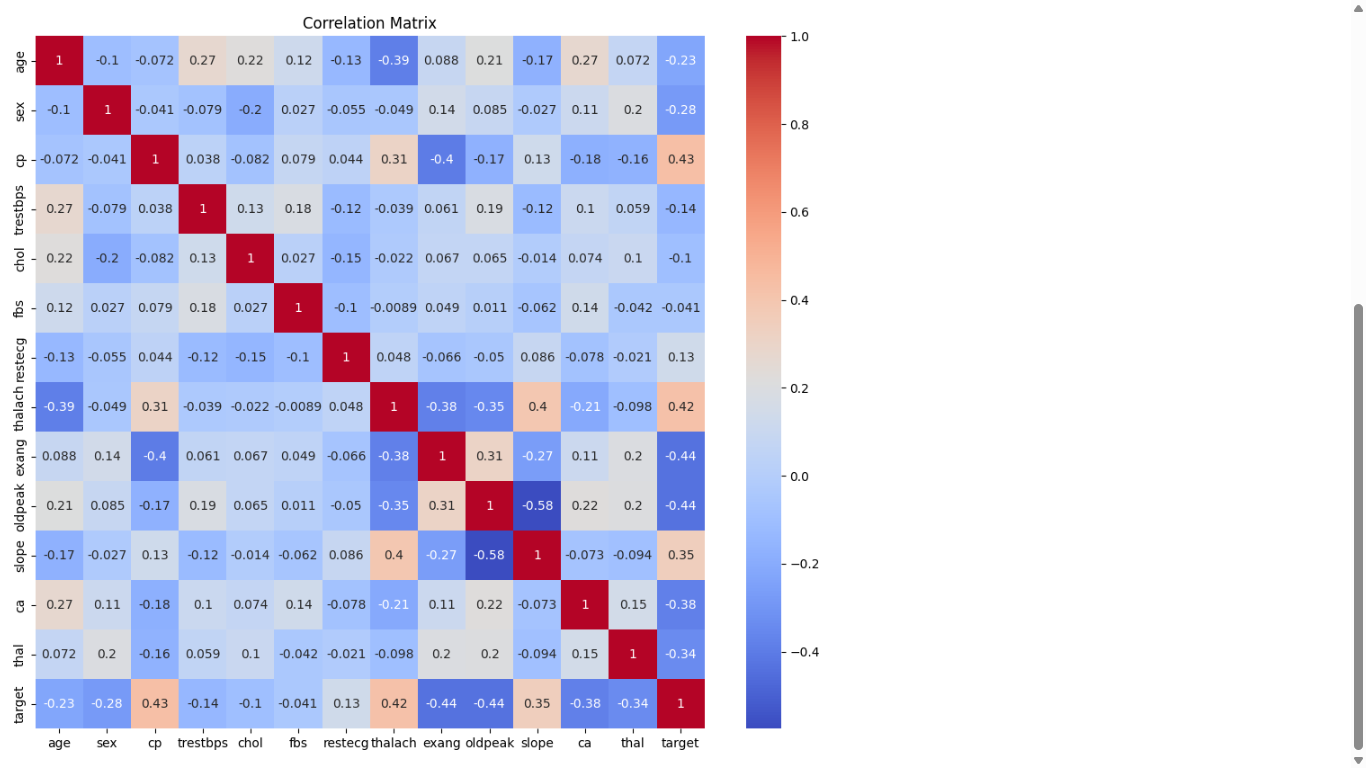 Correlation Matrix
age 1 -0.1 -0.072 0.27 0.22 0.12 -0.13 -0.39 0.088 0.21 -0.17 0.27 0.072 -0.23
sex -0.1 1 -0.041 -0.079 -0.2 0.027 -0.055 -0.049 0.14 0.085 -0.027 0.11 0.2 -0.28
cp -0.072 -0.041 1 0.038 -0.082 0.079 0.044 0.31 -0.4 -0.17 0.13 -0.18 -0.16 0.43
trestbps 0.27 -0.079 0.038 1 0.13 0.18 -0.12 -0.039 0.061 0.19 -0.12 0.1 0.059 -0.14
chol 0.22 -0.2 -0.082 0.13 1 0.027 -0.15 -0.022 0.067 0.065 -0.014 0.074 0.1 -0.1
fbs 0.12 0.027 0.079 0.18 0.027 1 -0.1 -0.0089 0.049 0.011 -0.062 0.14 -0.042 -0.041
restecg -0.13 -0.055 0.044 -0.12 -0.15 -0.1 1 0.048 -0.066 -0.05 0.086 -0.078 -0.021 0.13
thalach -0.39 -0.049 0.31 -0.039 -0.022 -0.0089 0.048 1 -0.38 -0.35 0.4 -0.21 -0.098 0.42
exang 0.088 0.14 -0.4 0.061 0.067 0.049 -0.066 -0.38 1 0.31 -0.27 0.11 0.2 -0.44
oldpeak 0.21 0.085 -0.17 0.19 0.065 0.011 -0.05 -0.35 0.31 1 -0.58 0.22 0.2 -0.44
slope -0.17 -0.027 0.13 -0.12 -0.014 -0.062 0.086 0.4 -0.27 -0.58 1 -0.073 -0.094 0.35
ca 0.27 0.11 -0.18 0.1 0.074 0.14 -0.078 -0.21 0.11 0.22 -0.073 1 0.15 -0.38
thal 0.072 0.2 -0.16 0.059 0.1 -0.042 -0.021 -0.098 0.2 0.2 -0.094 0.15 1 -0.34
target -0.23 -0.28 0.43 -0.14 -0.1 -0.041 0.13 0.42 -0.44 -0.44 0.35 -0.38 -0.34 1
age sex cp trestbps chol fbs restecg thalach exang oldpeak slope ca thal target
1.0
0.8
0.6
0.4
0.2
0.0
−0.2
−0.4